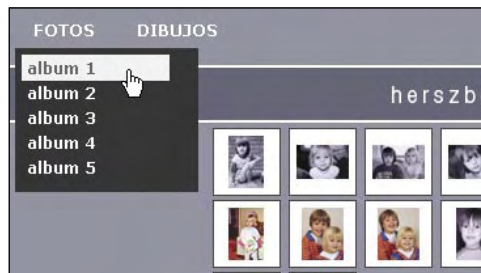 FOTOS DIBUJOS
album 1
album 2
herszb
album 3
album 4
album 5